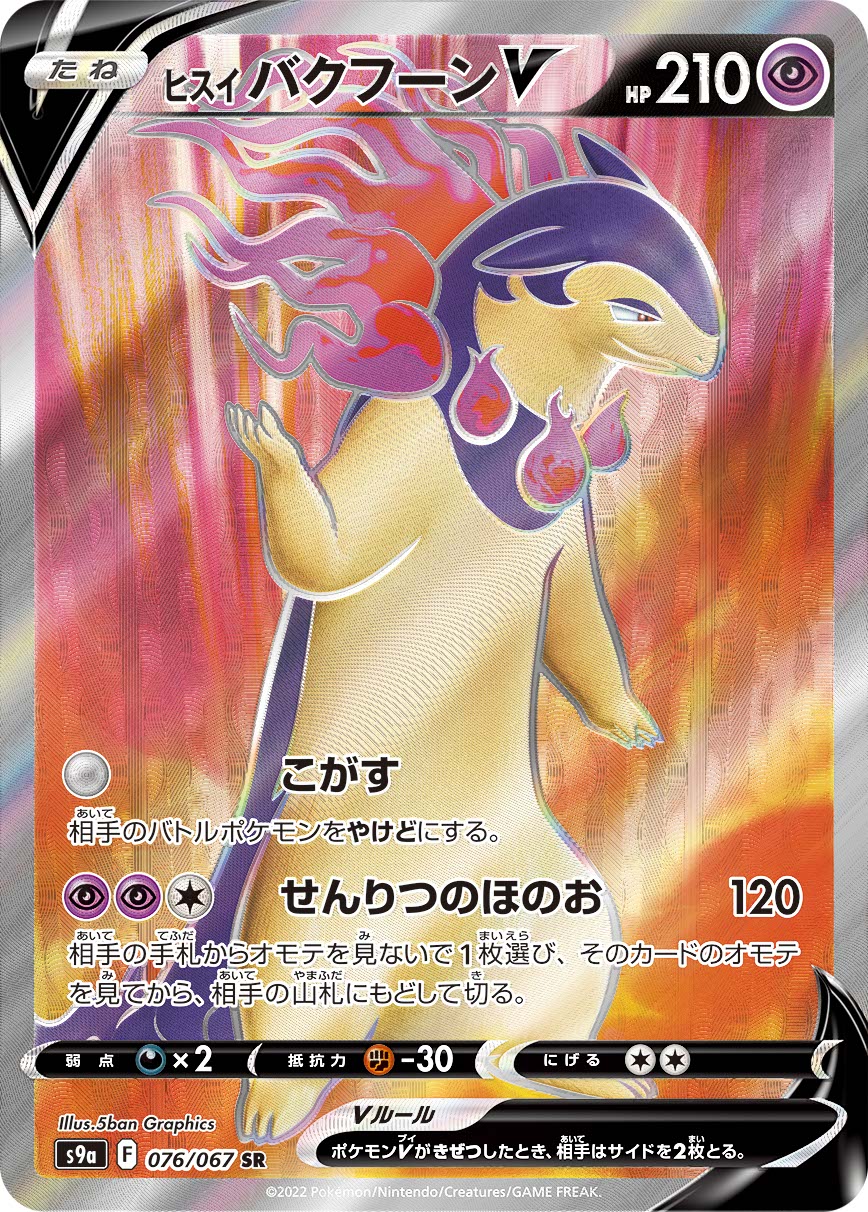 たね
ヒスイ バクフーンV
HP 210
こがす
相手のバトルポケモンをやけどにする。
せんりつのほのお 120
相手の手札からオモテを見ないで1枚選び、そのカードのオモテ
を見てから、相手の山札にもどして切る。
弱点 ×2 抵抗力 -30 にげる
Illus.5ban Graphics
Vルール
ポケモンVがきぜつしたとき、相手はサイドを2枚とる。
s9a F 076/067 SR
©2022 Pokémon/Nintendo/Creatures/GAME FREAK.